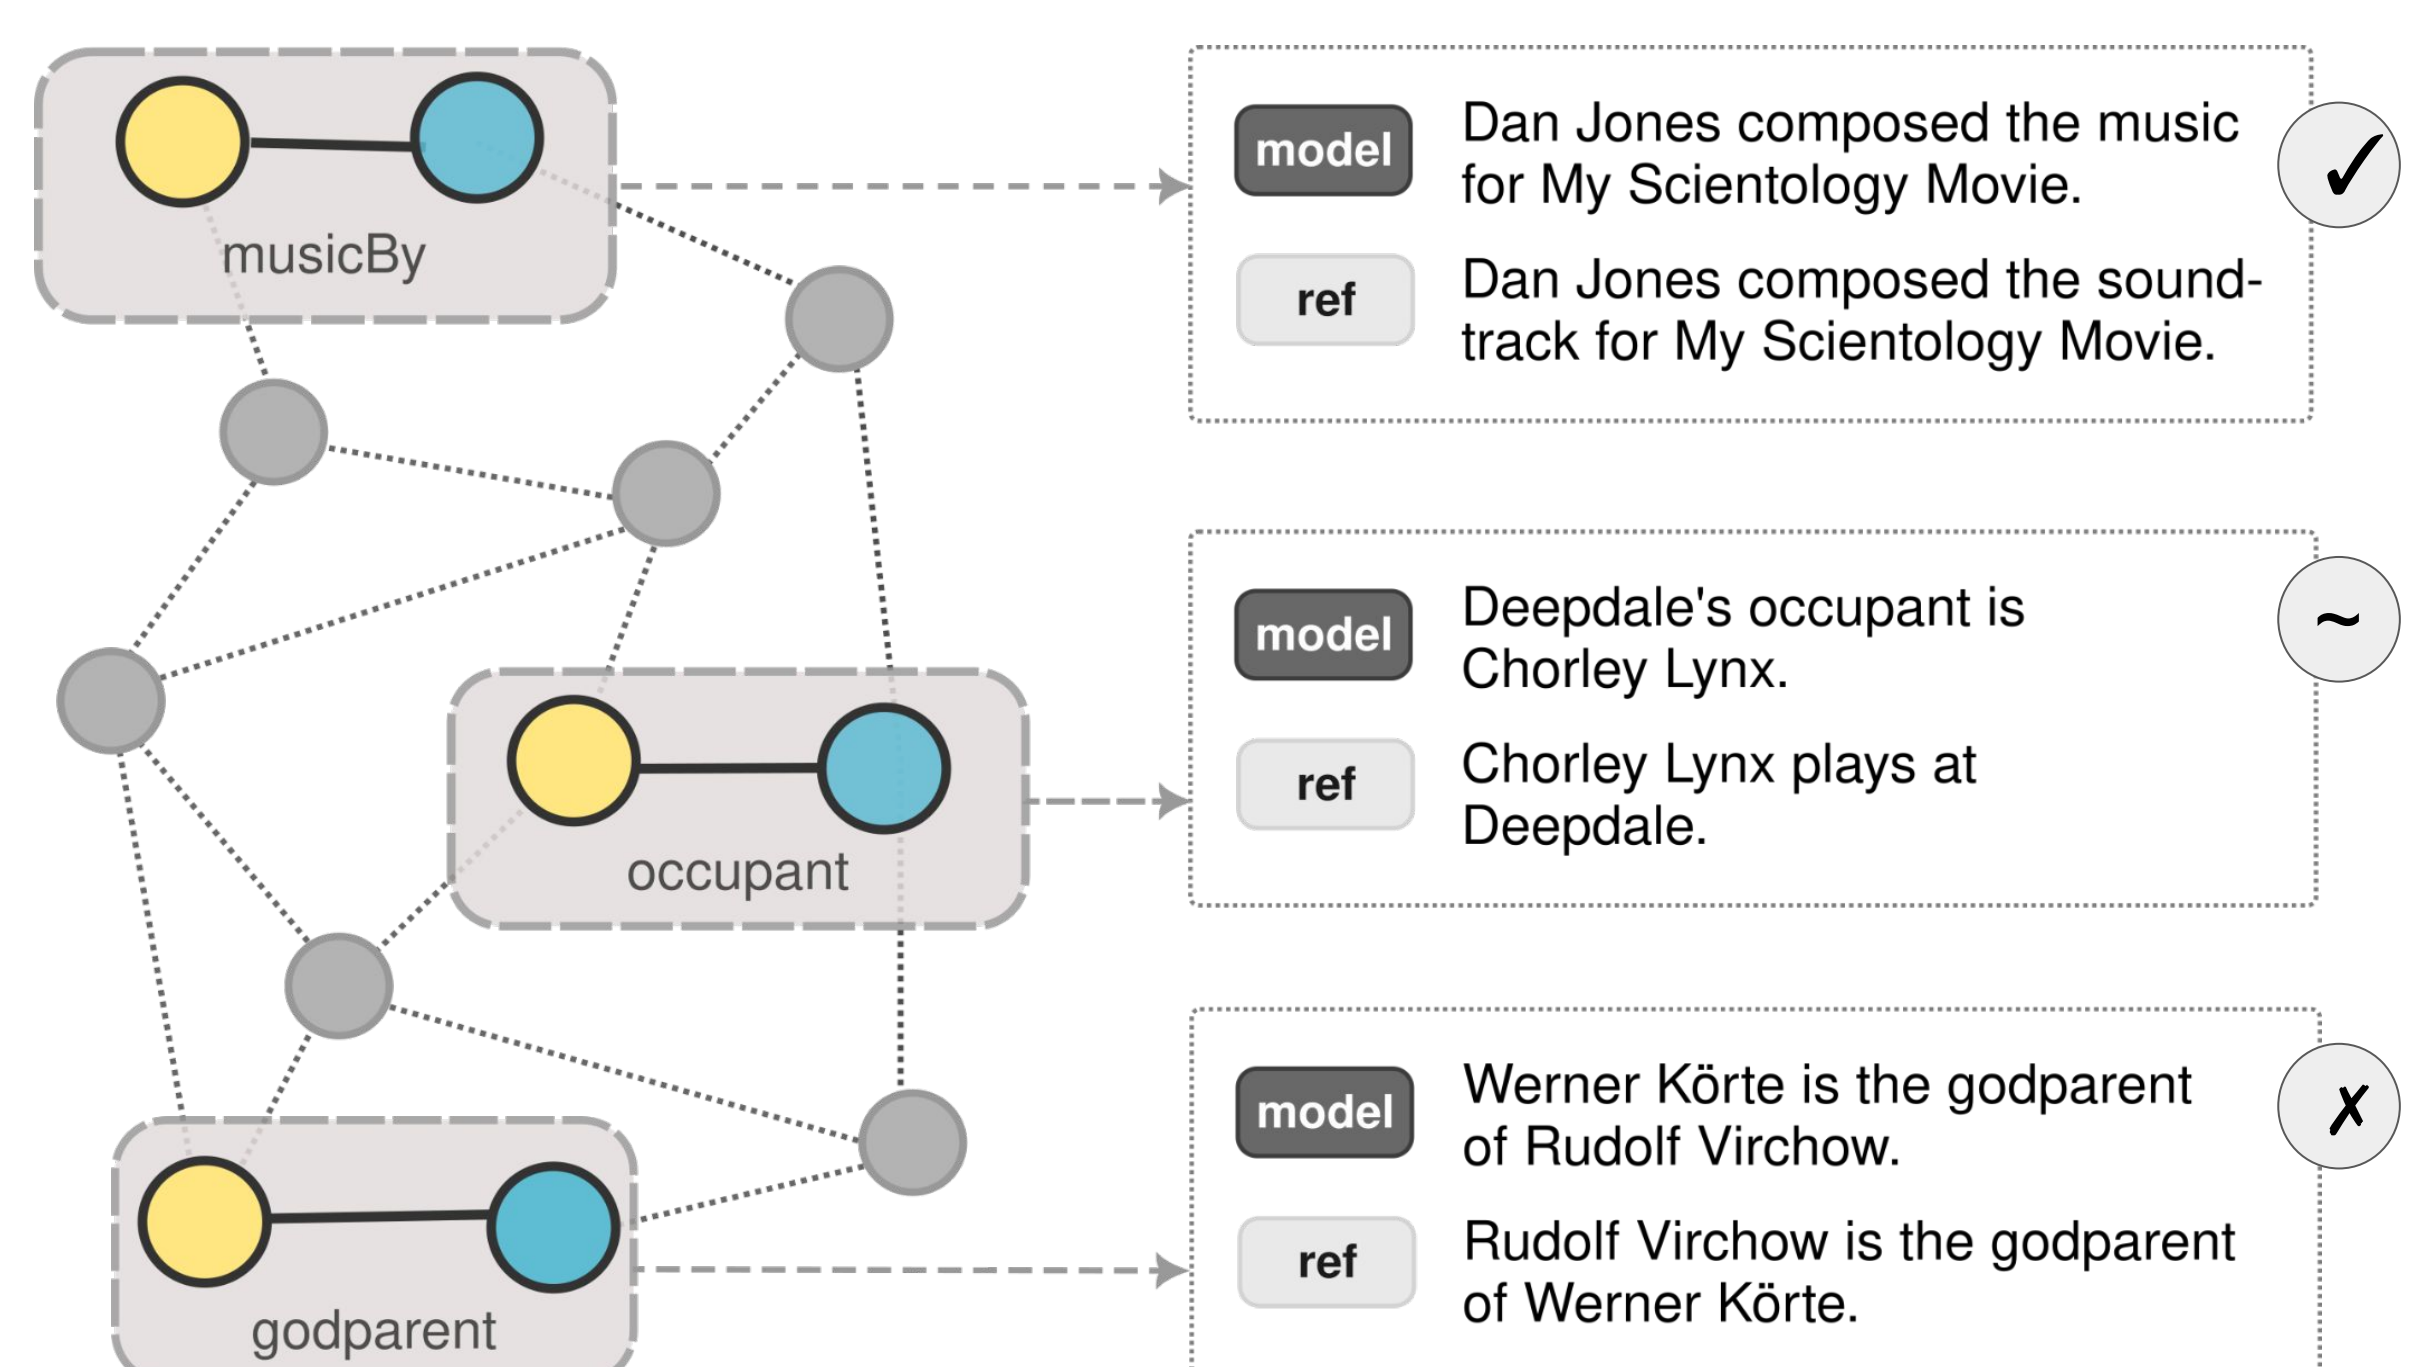 musicBy
model
Dan Jones composed the music
for My Scientology Movie.
✓
ref
Dan Jones composed the sound-
track for My Scientology Movie.
occupant
model
Deepdale's occupant is
Chorley Lynx.
~
ref
Chorley Lynx plays at
Deepdale.
godparent
model
Werner Körte is the godparent
of Rudolf Virchow.
✗
ref
Rudolf Virchow is the godparent
of Werner Körte.